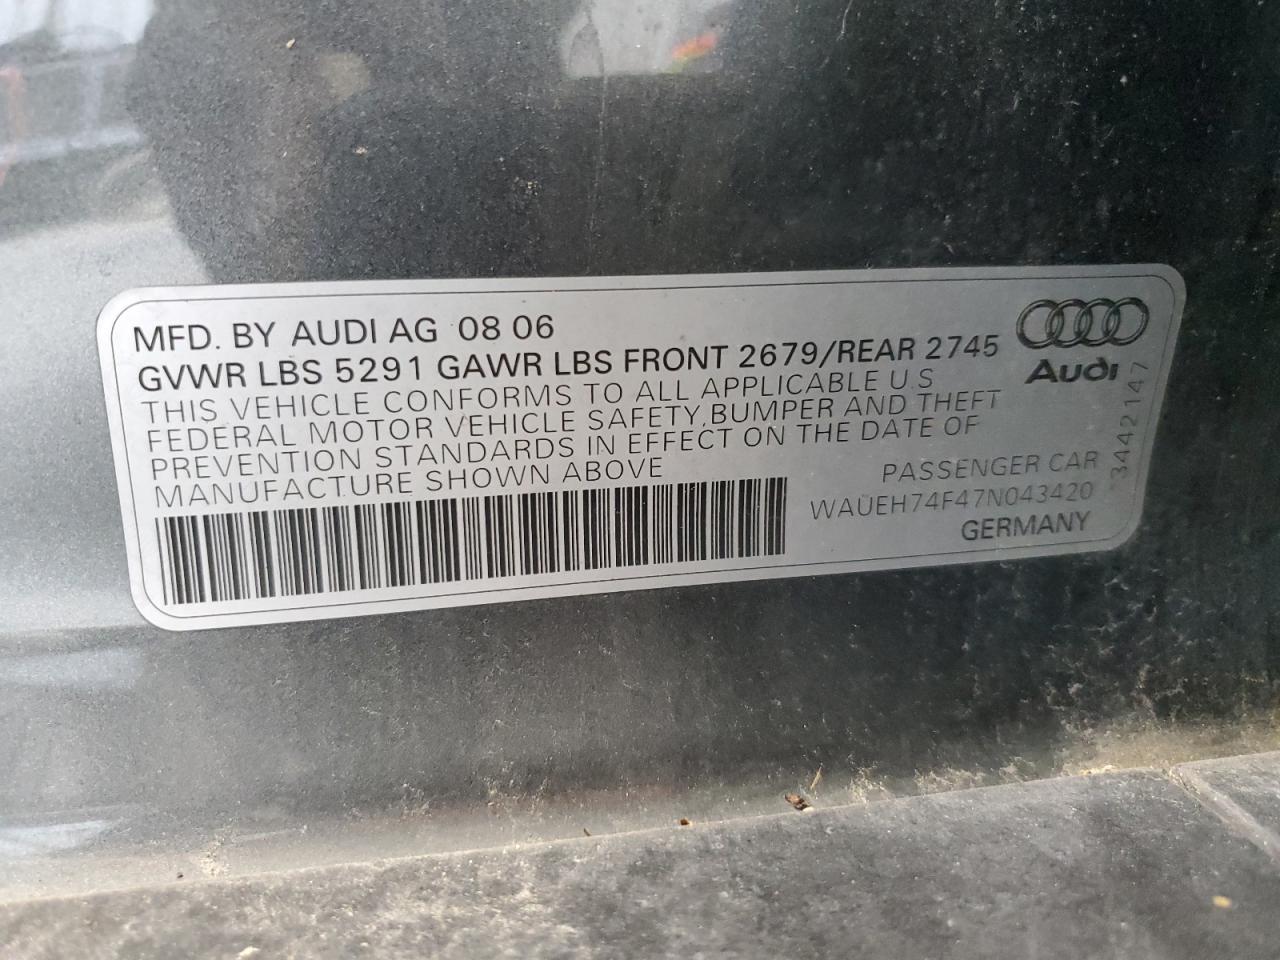 MFD. BY AUDI AG 08 06
GVWR LBS 5291 GAWR LBS FRONT 2679/REAR 2745
THIS VEHICLE CONFORMS TO ALL APPLICABLE U.S
FEDERAL MOTOR VEHICLE SAFETY, BUMPER AND THEFT
PREVENTION STANDARDS IN EFFECT ON THE DATE OF
MANUFACTURE SHOWN ABOVE
Audi
3442147
PASSENGER CAR
WAUEH74F47N043420
GERMANY